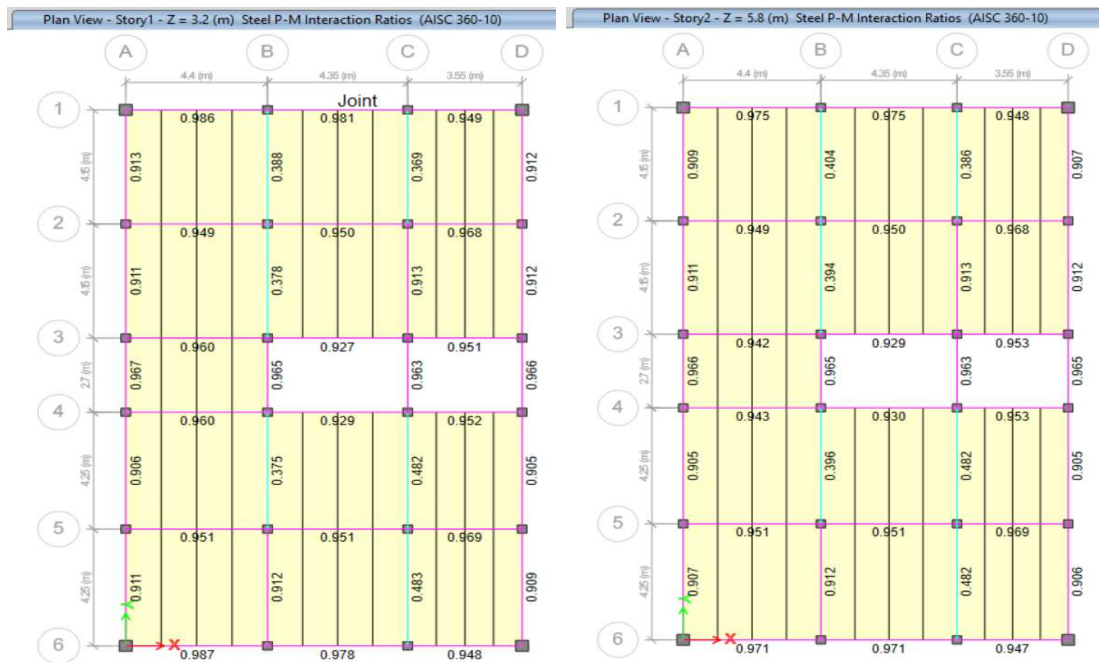 Plan View - Story1 - Z = 3.2 (m)  Steel P-M Interaction Ratios  (AISC 360-10)
A B C D
4.4 (m) 4.35 (m) 3.55 (m)
Joint
1
0.986 0.981 0.949
4.15 (m) 0.913 0.388 0.369 0.912
2
0.949 0.950 0.968
4.15 (m) 0.911 0.378 0.913 0.912
3
0.960 0.927 0.951
2.7 (m) 0.967 0.965 0.963 0.966
4
0.960 0.929 0.952
4.25 (m) 0.906 0.375 0.482 0.905
5
0.951 0.951 0.969
4.25 (m) 0.911 0.912 0.483 0.909
Y
6 X
0.987 0.978 0.948
Plan View - Story2 - Z = 5.8 (m)  Steel P-M Interaction Ratios  (AISC 360-10)
A B C D
4.4 (m) 4.35 (m) 3.55 (m)
1
0.975 0.975 0.948
4.15 (m) 0.909 0.404 0.386 0.907
2
0.949 0.950 0.968
4.15 (m) 0.911 0.394 0.913 0.912
3
0.942 0.929 0.953
2.7 (m) 0.966 0.965 0.963 0.965
4
0.943 0.930 0.953
4.25 (m) 0.905 0.396 0.482 0.905
5
0.951 0.951 0.969
4.25 (m) 0.907 0.912 0.482 0.906
Y
6 X
0.971 0.971 0.947